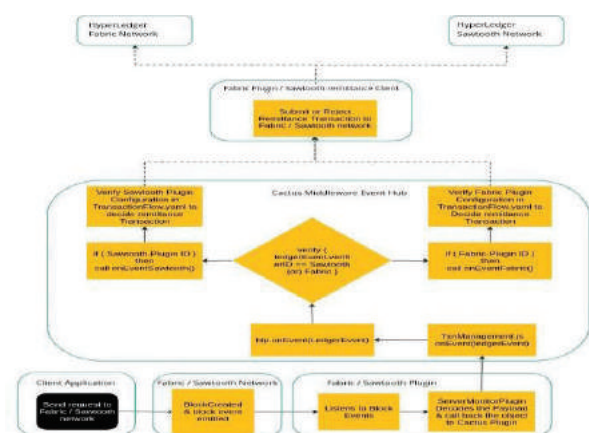 HyperLedger
Fabric Network
HyperLedger
Sawtooth Network
Fabric Plugin / Sawtooth remittance Client
Submit or Reject
Remittance Transaction to
Fabric / Sawtooth network
Verify Sawtooth Plugin
Configuration in
TransactionFlow.yaml to
decide remittance
Transaction
Cactus Middleware Event Hub
Verify Fabric Plugin
Configuration in
TransactionFlow.yaml to
Decide remittance
Transaction
If ( Sawtooth Plugin ID )
then
call onEventSawtooth()
verify (
ledgerEvent.verifi
erID == Sawtooth
(or) Fabric )
If ( Fabric Plugin ID )
then
call onEventFabric()
blp.onEvent(LedgerEvent)
TxnManagement.js
onEvent(ledgerEvent)
Client Application
Fabric / Sawtooth Network
Fabric / Sawtooth Plugin
Send request to
Fabric / Sawtooth
network
BlockCreated
& block event
emitted
Listens to Block
Events
ServerMonitorPlugin
Decodes the Payload
& call back the object
to Cactus Plugin